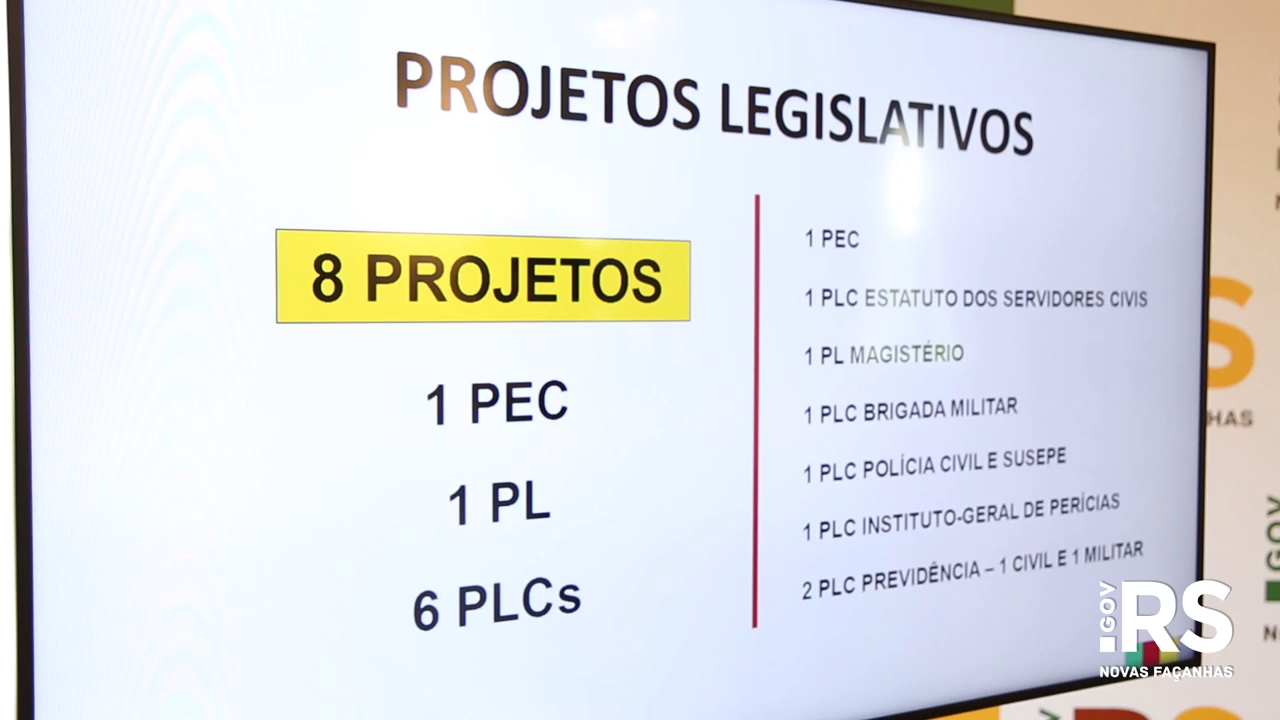 PROJETOS LEGISLATIVOS
8 PROJETOS
1 PEC
1 PL
6 PLCs
1 PEC
1 PLC ESTATUTO DOS SERVIDORES CIVIS
1 PL MAGISTÉRIO
1 PLC BRIGADA MILITAR
1 PLC POLÍCIA CIVIL E SUSEPE
1 PLC INSTITUTO-GERAL DE PERÍCIAS
2 PLC PREVIDÊNCIA – 1 CIVIL E 1 MILITAR
.GOV
RS
NOVAS FAÇANHAS
S
GOV